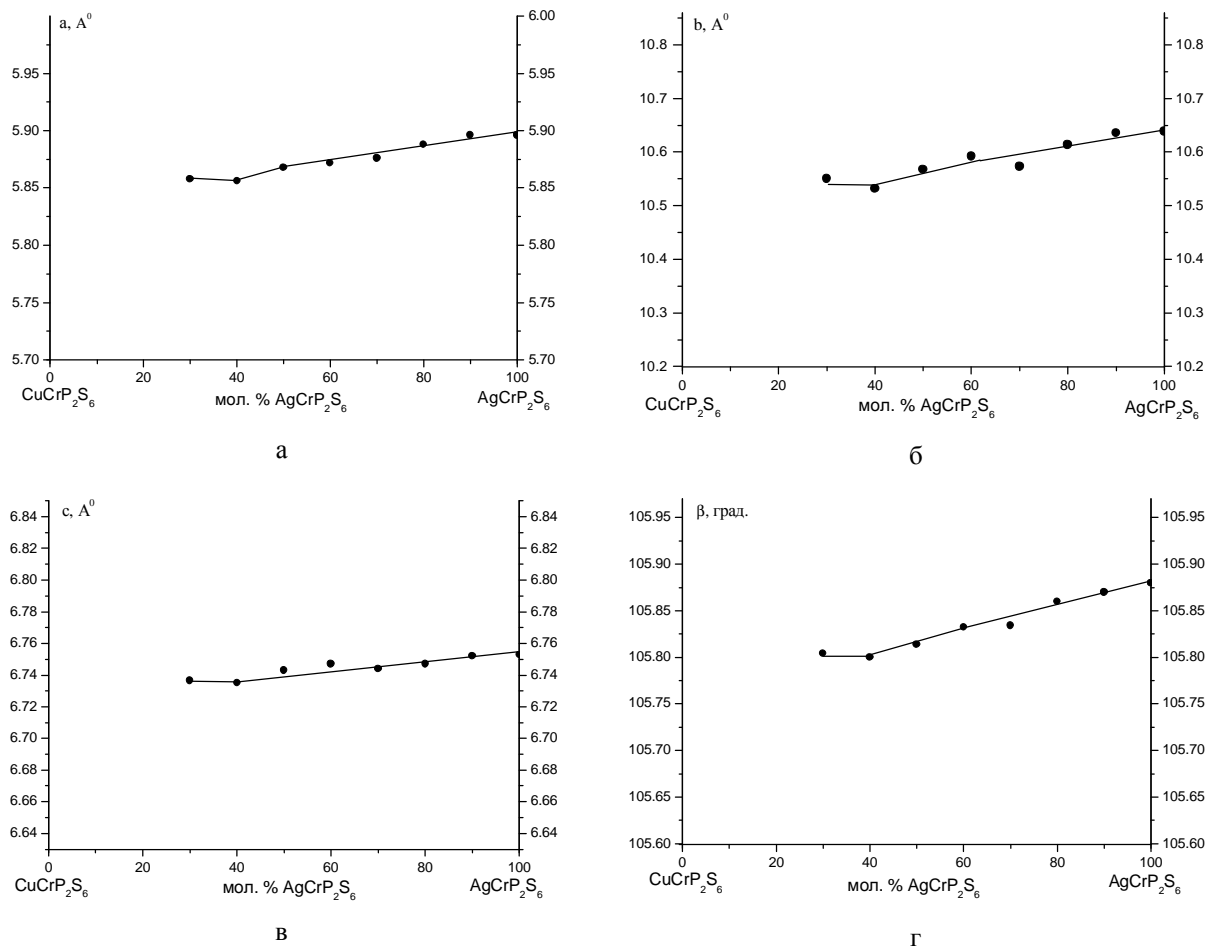 a, A⁰
6.00
5.95 5.95
5.90 5.90
5.85 5.85
5.80 5.80
5.75 5.75
5.70 5.70
0 20 40 60 80 100
CuCrP₂S₆ мол. % AgCrP₂S₆ AgCrP₂S₆
а
b, A⁰
10.8 10.8
10.7 10.7
10.6 10.6
10.5 10.5
10.4 10.4
10.3 10.3
10.2 10.2
0 20 40 60 80 100
CuCrP₂S₆ мол. % AgCrP₂S₆ AgCrP₂S₆
б
c, A⁰
6.84 6.84
6.82 6.82
6.80 6.80
6.78 6.78
6.76 6.76
6.74 6.74
6.72 6.72
6.70 6.70
6.68 6.68
6.66 6.66
6.64 6.64
0 20 40 60 80 100
CuCrP₂S₆ мол. % AgCrP₂S₆ AgCrP₂S₆
в
β, град.
105.95 105.95
105.90 105.90
105.85 105.85
105.80 105.80
105.75 105.75
105.70 105.70
105.65 105.65
105.60 105.60
0 20 40 60 80 100
CuCrP₂S₆ мол. % AgCrP₂S₆ AgCrP₂S₆
г